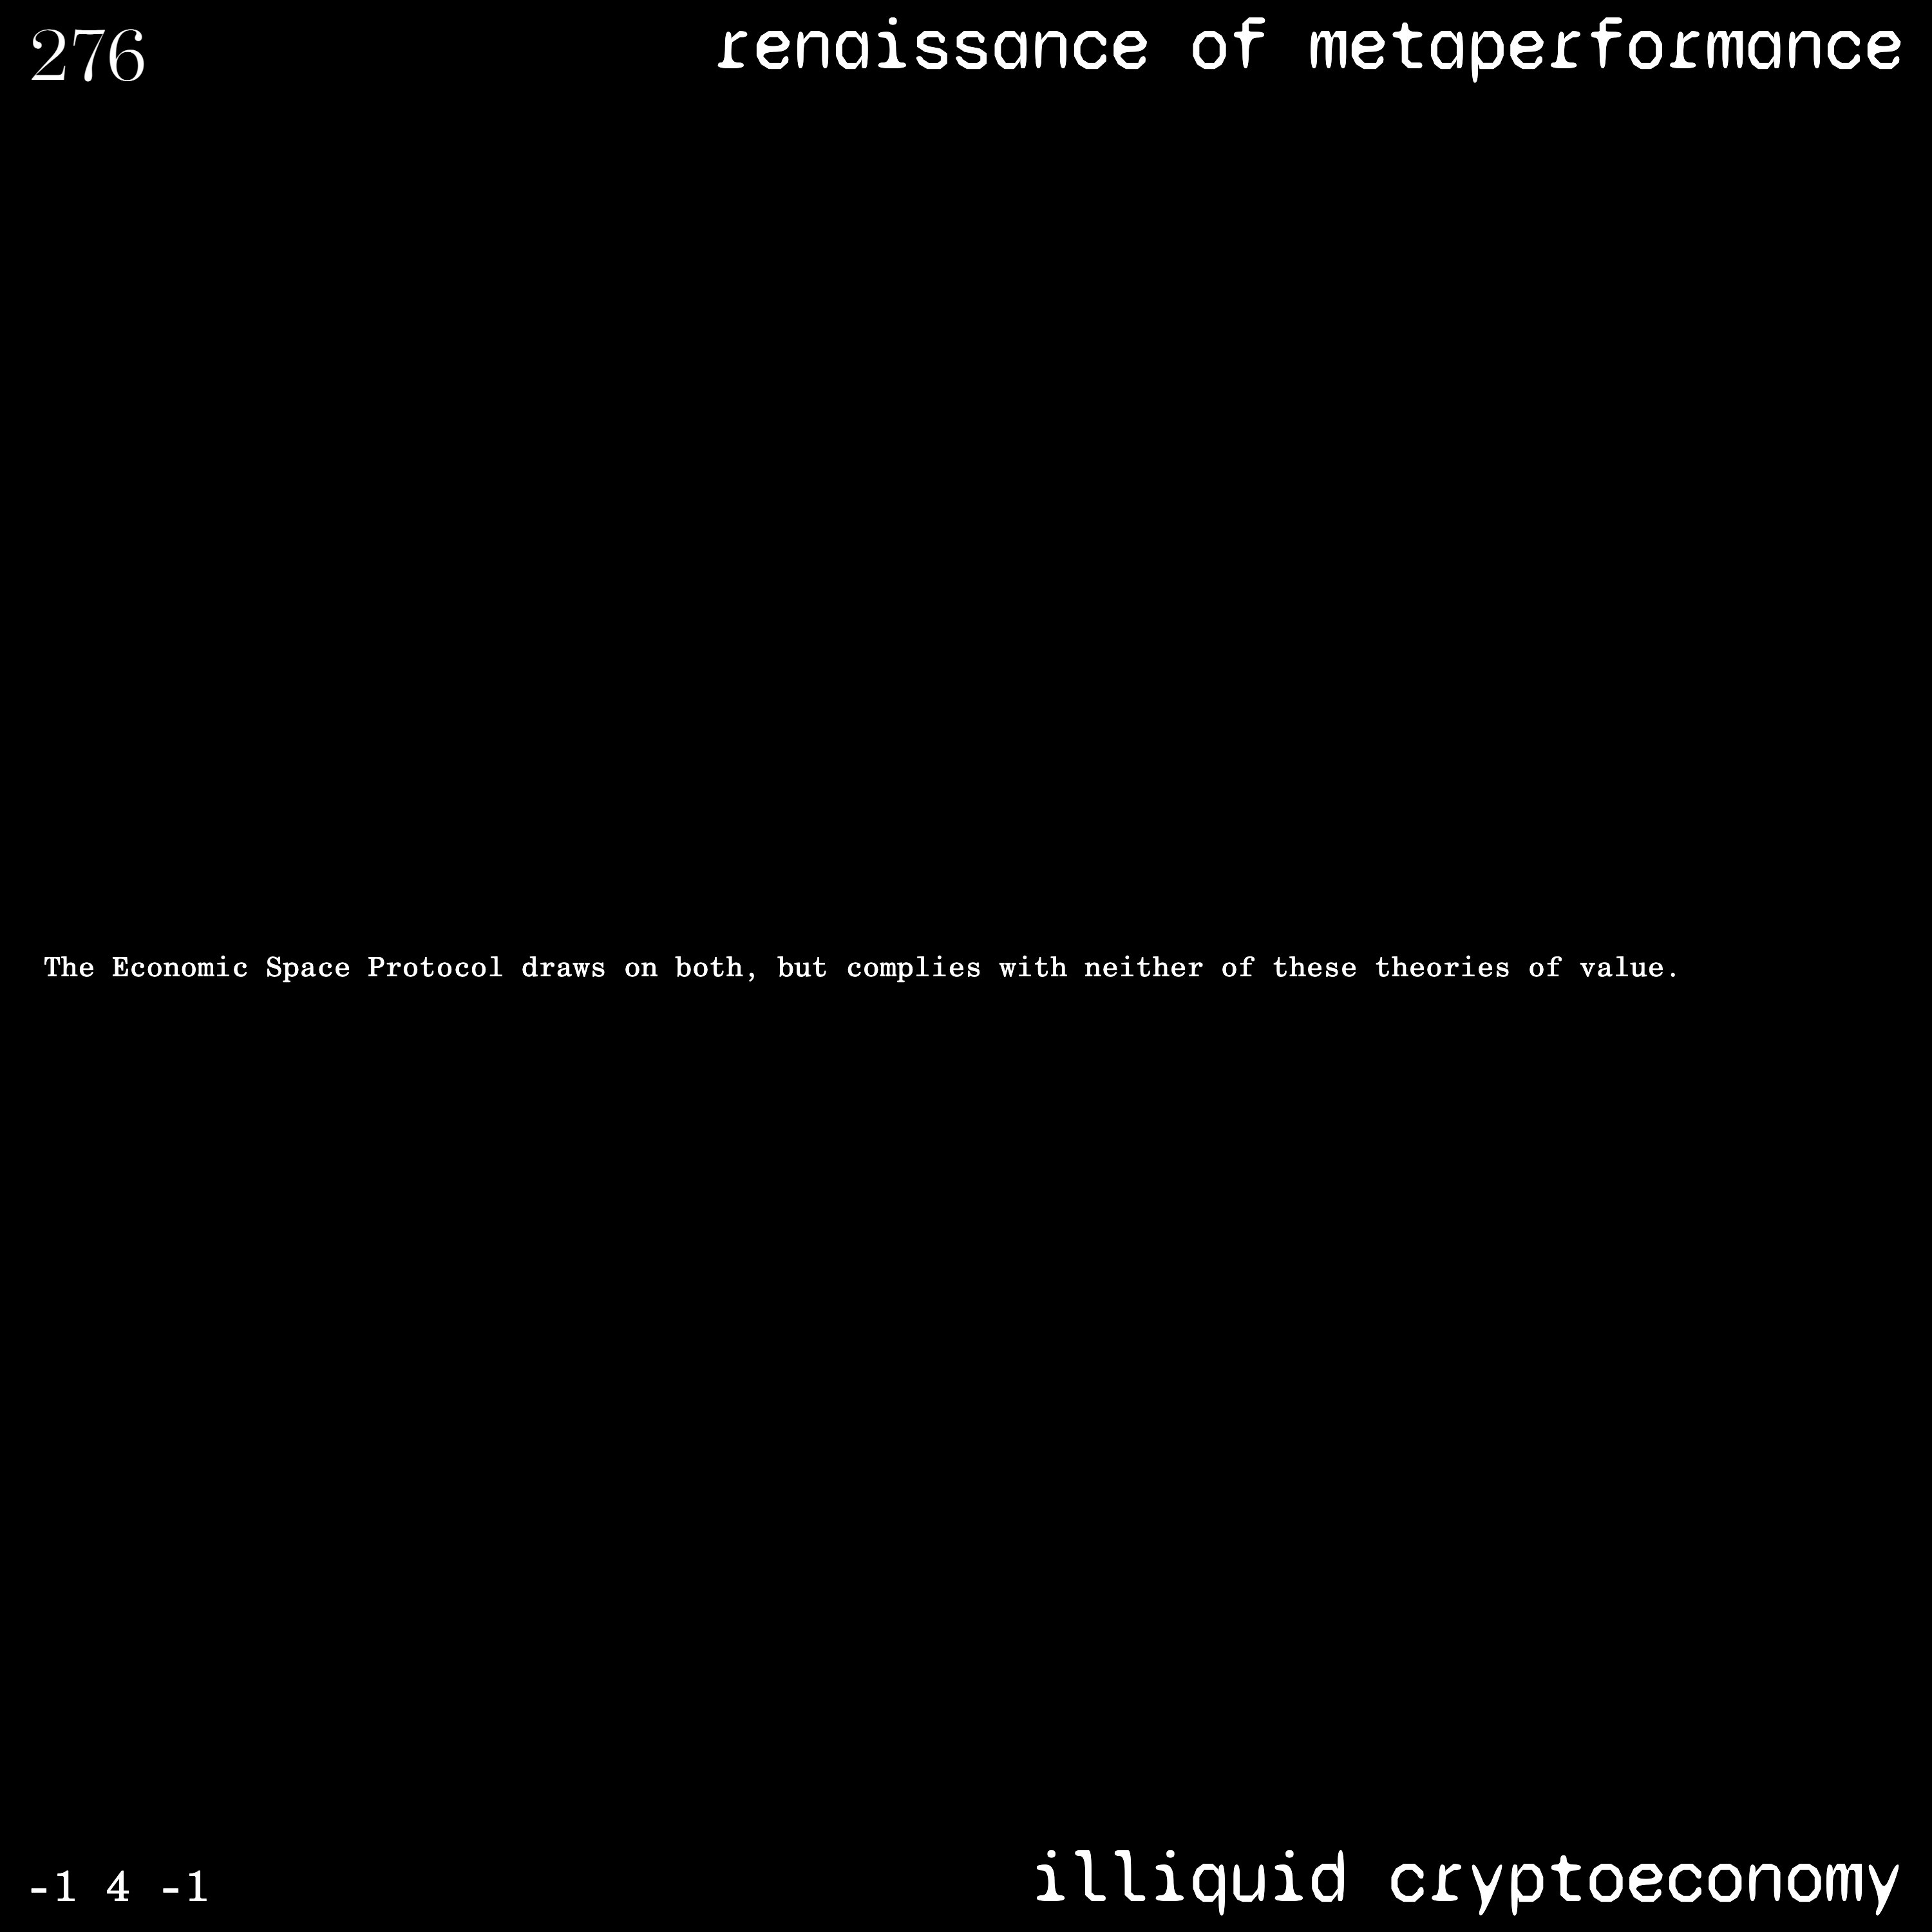 276
renaissance of metaperformance
The Economic Space Protocol draws on both, but complies with neither of these theories of value.
-1 4 -1
illiquid cryptoeconomy